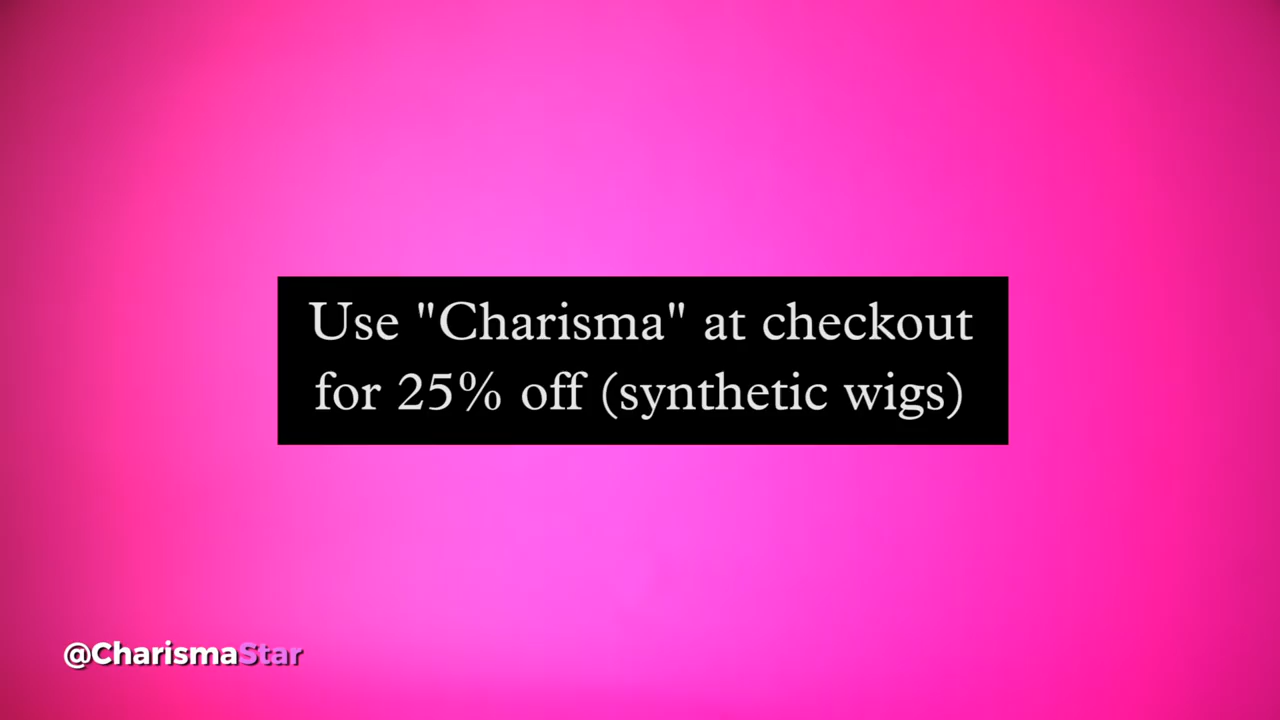 Use "Charisma" at checkout
for 25% off (synthetic wigs)
@CharismaStar